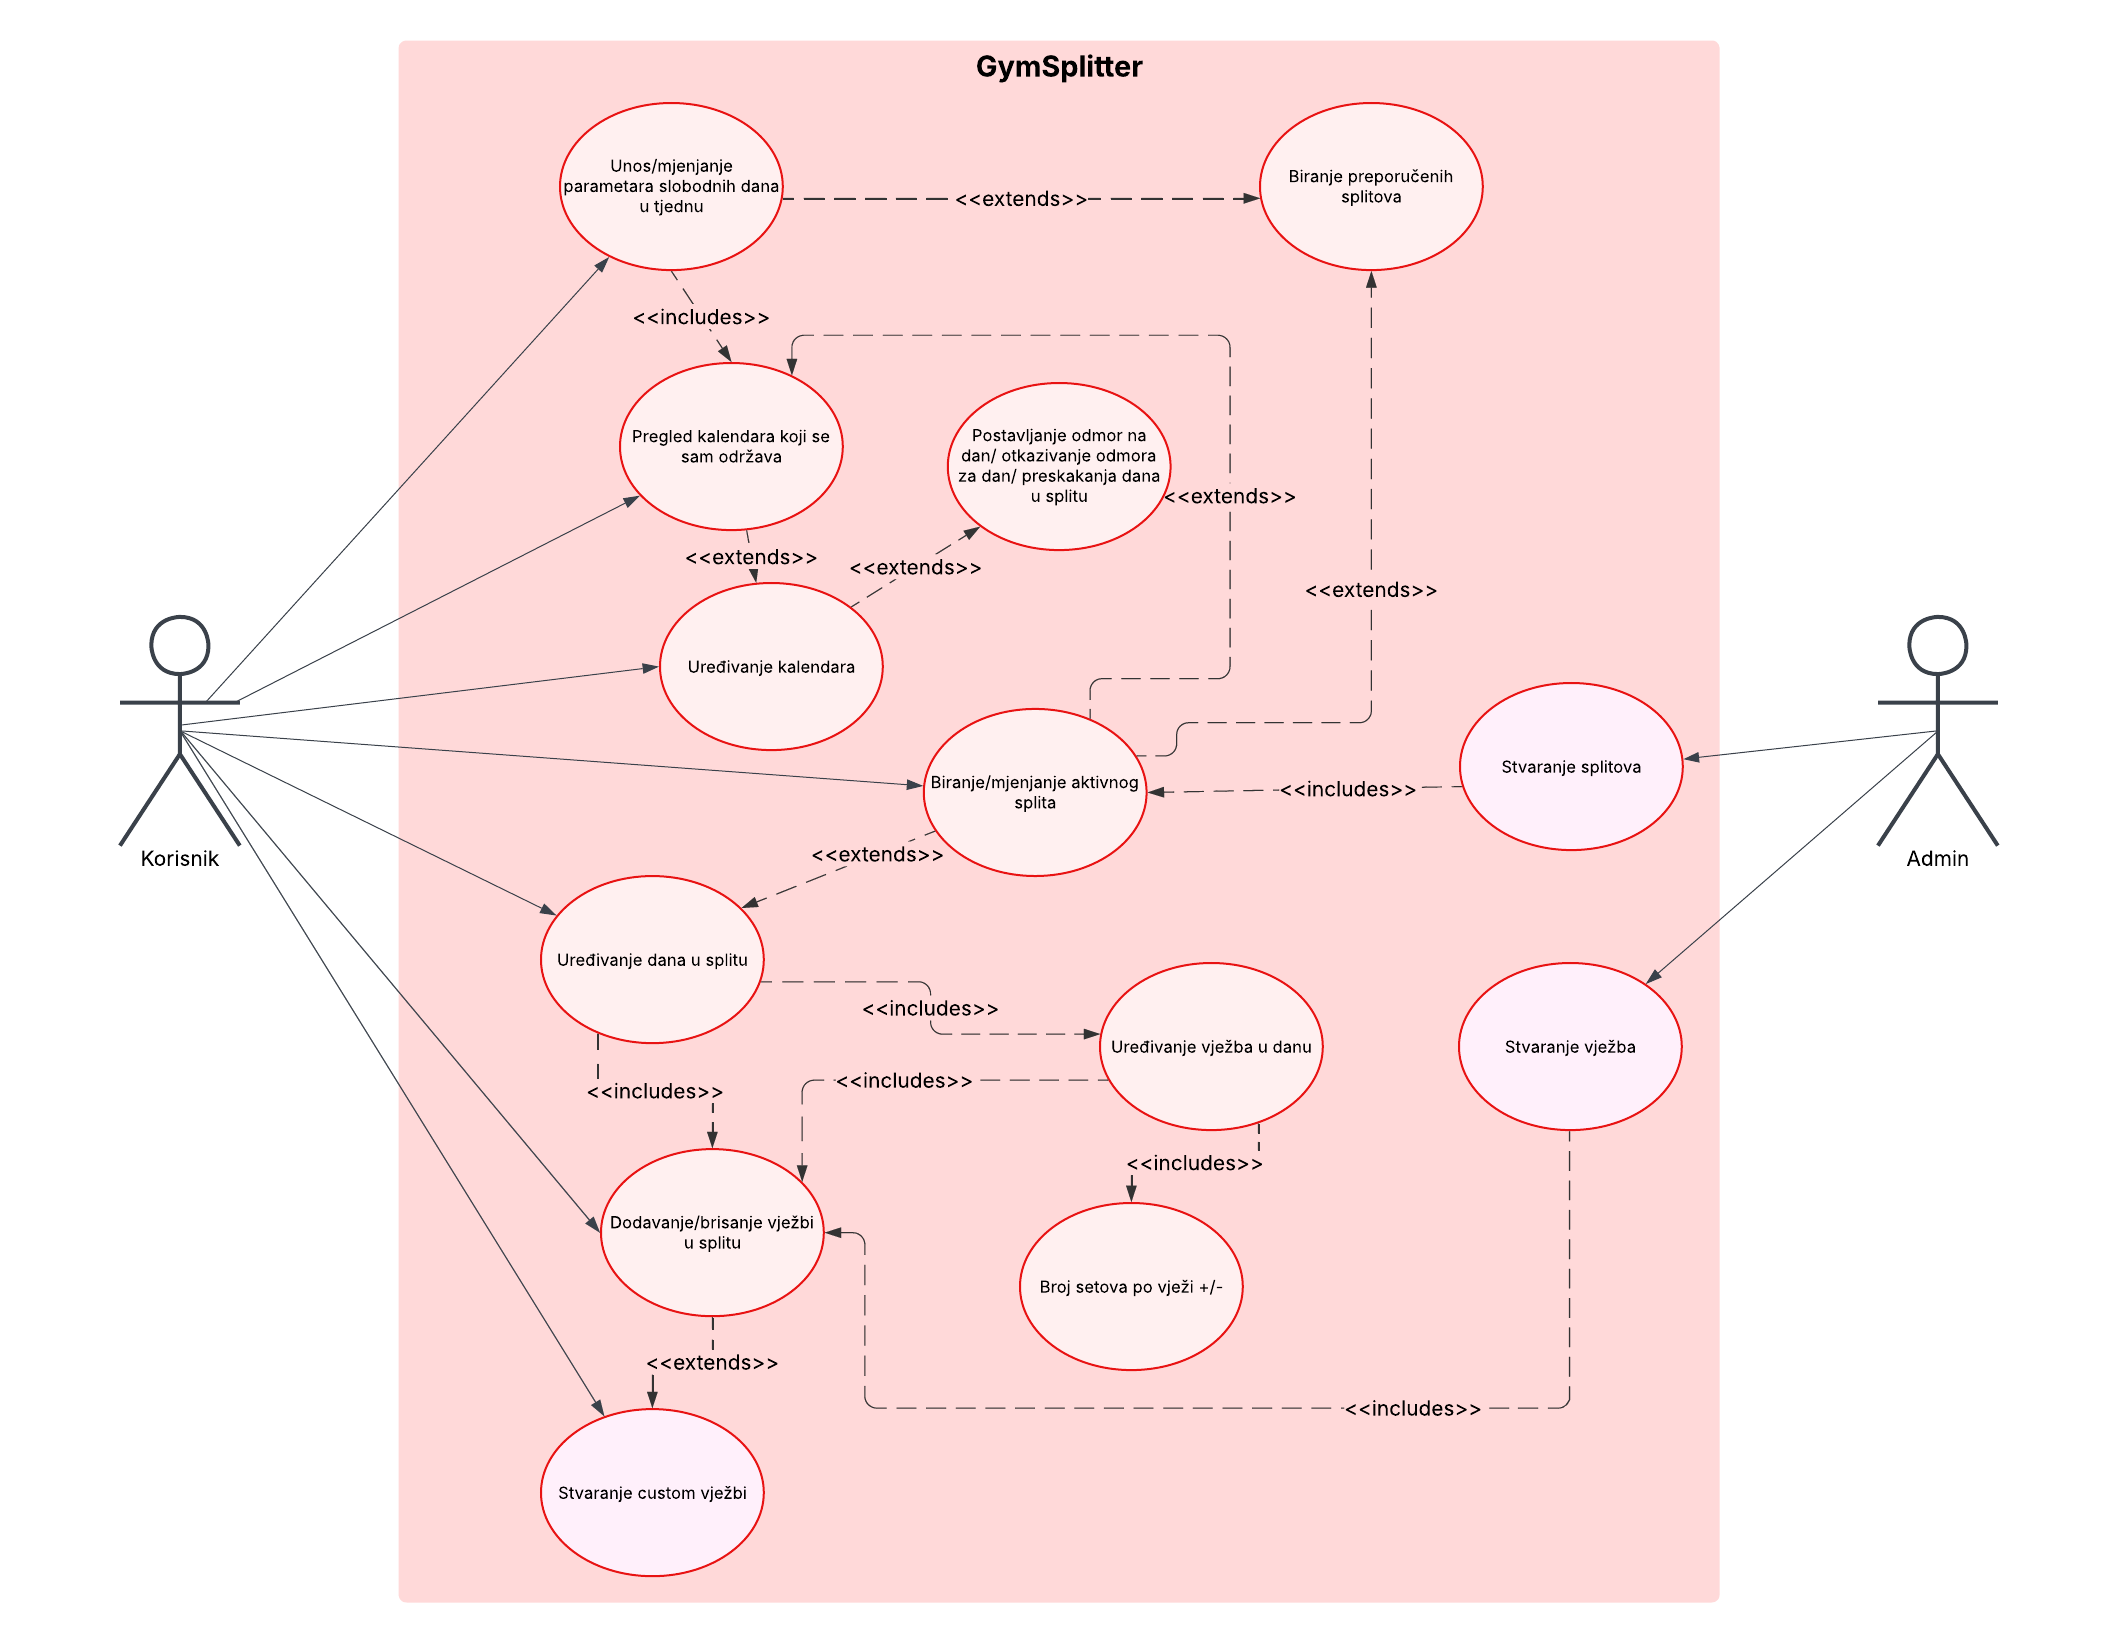 GymSplitter
Unos/mjenjanje
parametara slobodnih dana
u tjednu
<<extends>>
Biranje preporučenih
splitova
<<includes>>
Pregled kalendara koji se
sam održava
Postavljanje odmor na
dan/ otkazivanje odmora
za dan/ preskakanja dana
u splitu
<<extends>>
<<extends>>
<<extends>>
<<extends>>
Uređivanje kalendara
Biranje/mjenjanje aktivnog
splita
<<includes>>
Stvaranje splitova
Korisnik
Admin
<<extends>>
Uređivanje dana u splitu
<<includes>>
Uređivanje vježba u danu
Stvaranje vježba
<<includes>>
<<includes>>
<<includes>>
Dodavanje/brisanje vježbi
u splitu
Broj setova po vježi +/-
<<extends>>
<<includes>>
Stvaranje custom vježbi